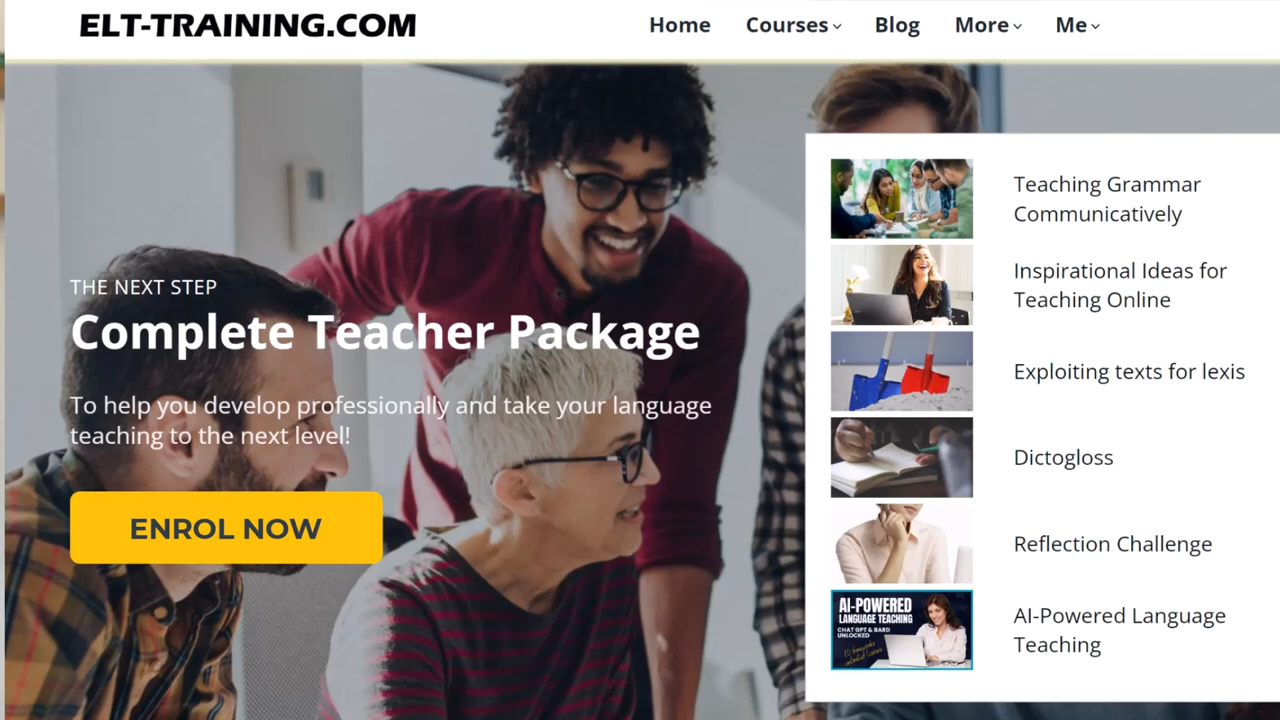 ELT-TRAINING.COM
Home Courses Blog More Me
THE NEXT STEP
Complete Teacher Package
To help you develop professionally and take your language
teaching to the next level!
ENROL NOW
Teaching Grammar
Communicatively
Inspirational Ideas for
Teaching Online
Exploiting texts for lexis
Dictogloss
Reflection Challenge
AI-POWERED
LANGUAGE TEACHING
CHAT GPT & BARD
UNLOCKED
AI-Powered Language
Teaching